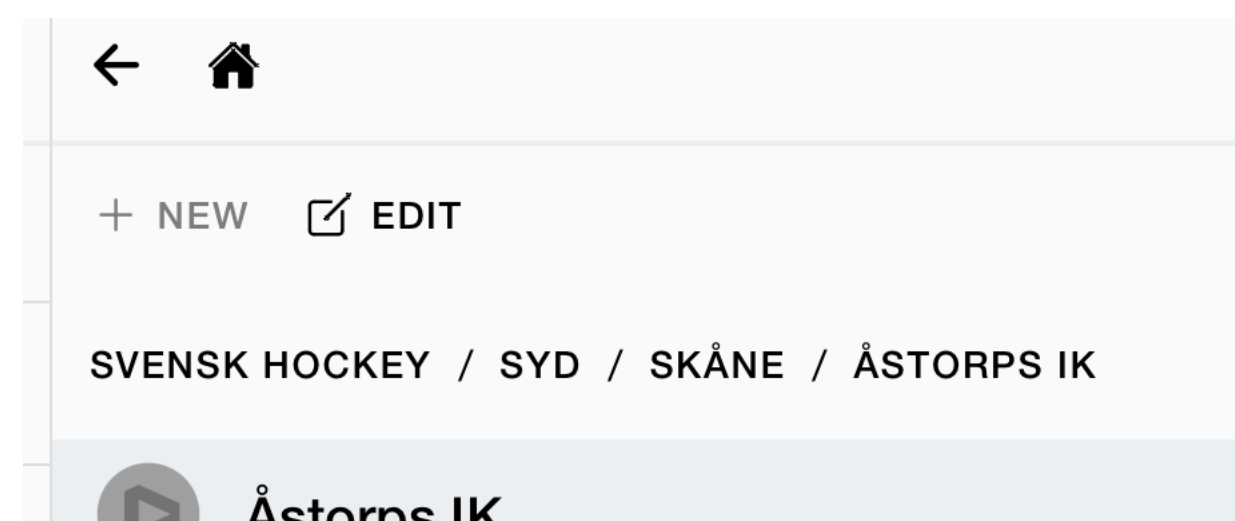 + NEW EDIT
SVENSK HOCKEY / SYD / SKÅNE / ÅSTORPS IK
Åstorps IK